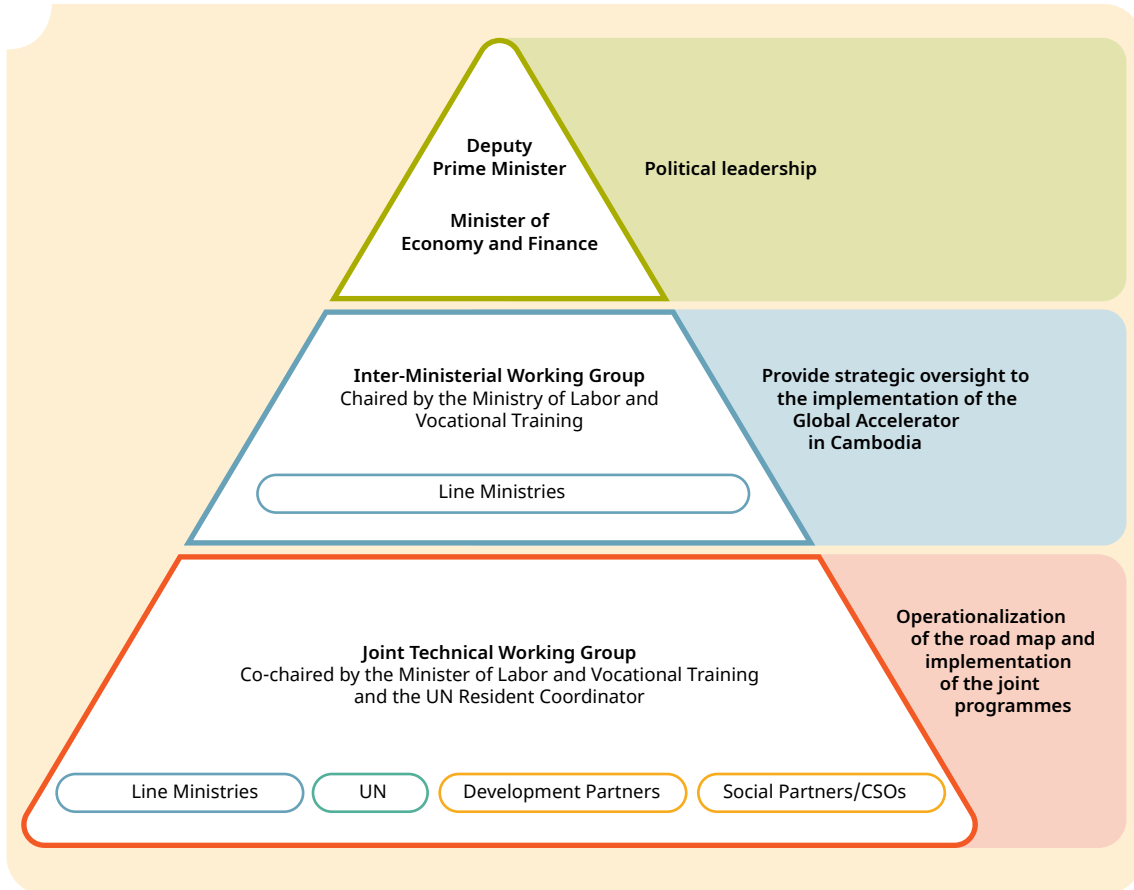 Deputy
Prime Minister
Minister of
Economy and Finance
Political leadership
Inter-Ministerial Working Group
Chaired by the Ministry of Labor and
Vocational Training
Line Ministries
Provide strategic oversight to
the implementation of the
Global Accelerator
in Cambodia
Joint Technical Working Group
Co-chaired by the Minister of Labor and Vocational Training
and the UN Resident Coordinator
Line Ministries
UN
Development Partners
Social Partners/CSOs
Operationalization
of the road map and
implementation
of the joint
programmes